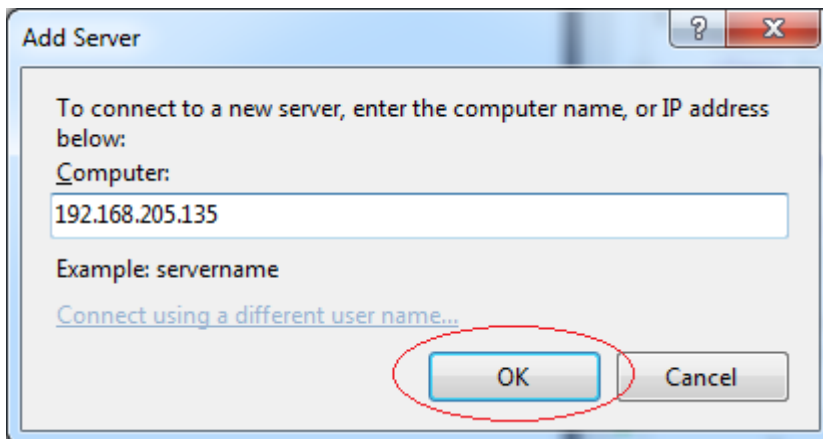 Add Server
To connect to a new server, enter the computer name, or IP address
below:
Computer:
192.168.205.135
Example: servername
Connect using a different user name...
OK
Cancel